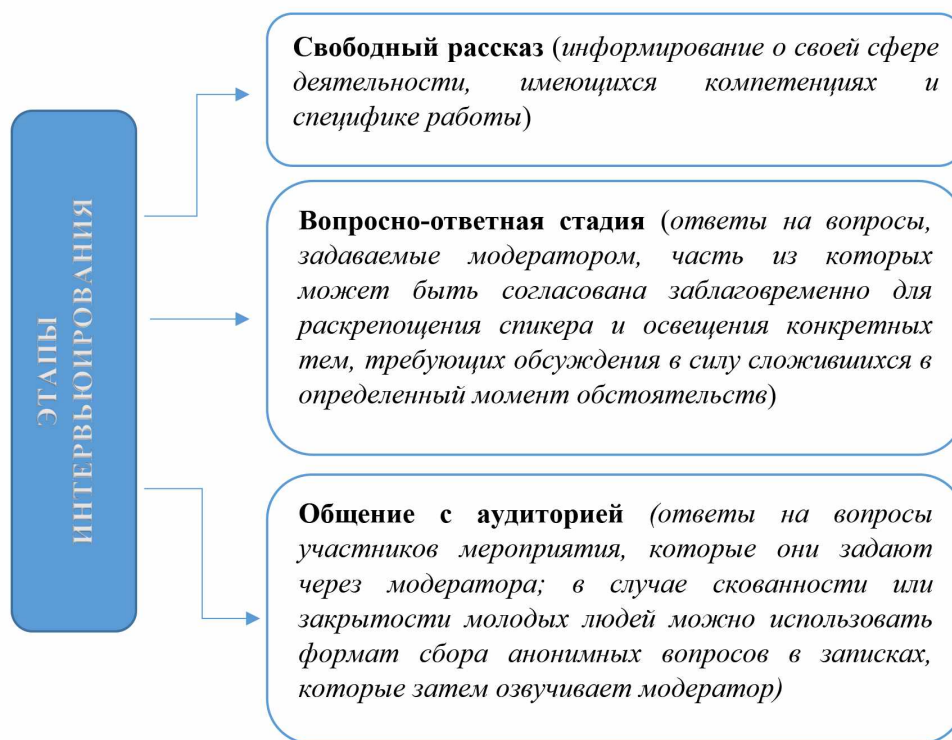 ЭТАПЫ
ИНТЕРВЬЮИРОВАНИЯ
Свободный рассказ (информирование о своей сфере
деятельности, имеющихся компетенциях и
специфике работы)
Вопросно-ответная стадия (ответы на вопросы,
задаваемые модератором, часть из которых
может быть согласована заблаговременно для
раскрепощения спикера и освещения конкретных
тем, требующих обсуждения в силу сложившихся в
определенный момент обстоятельств)
Общение с аудиторией (ответы на вопросы
участников мероприятия, которые они задают
через модератора; в случае скованности или
закрытости молодых людей можно использовать
формат сбора анонимных вопросов в записках,
которые затем озвучивает модератор)